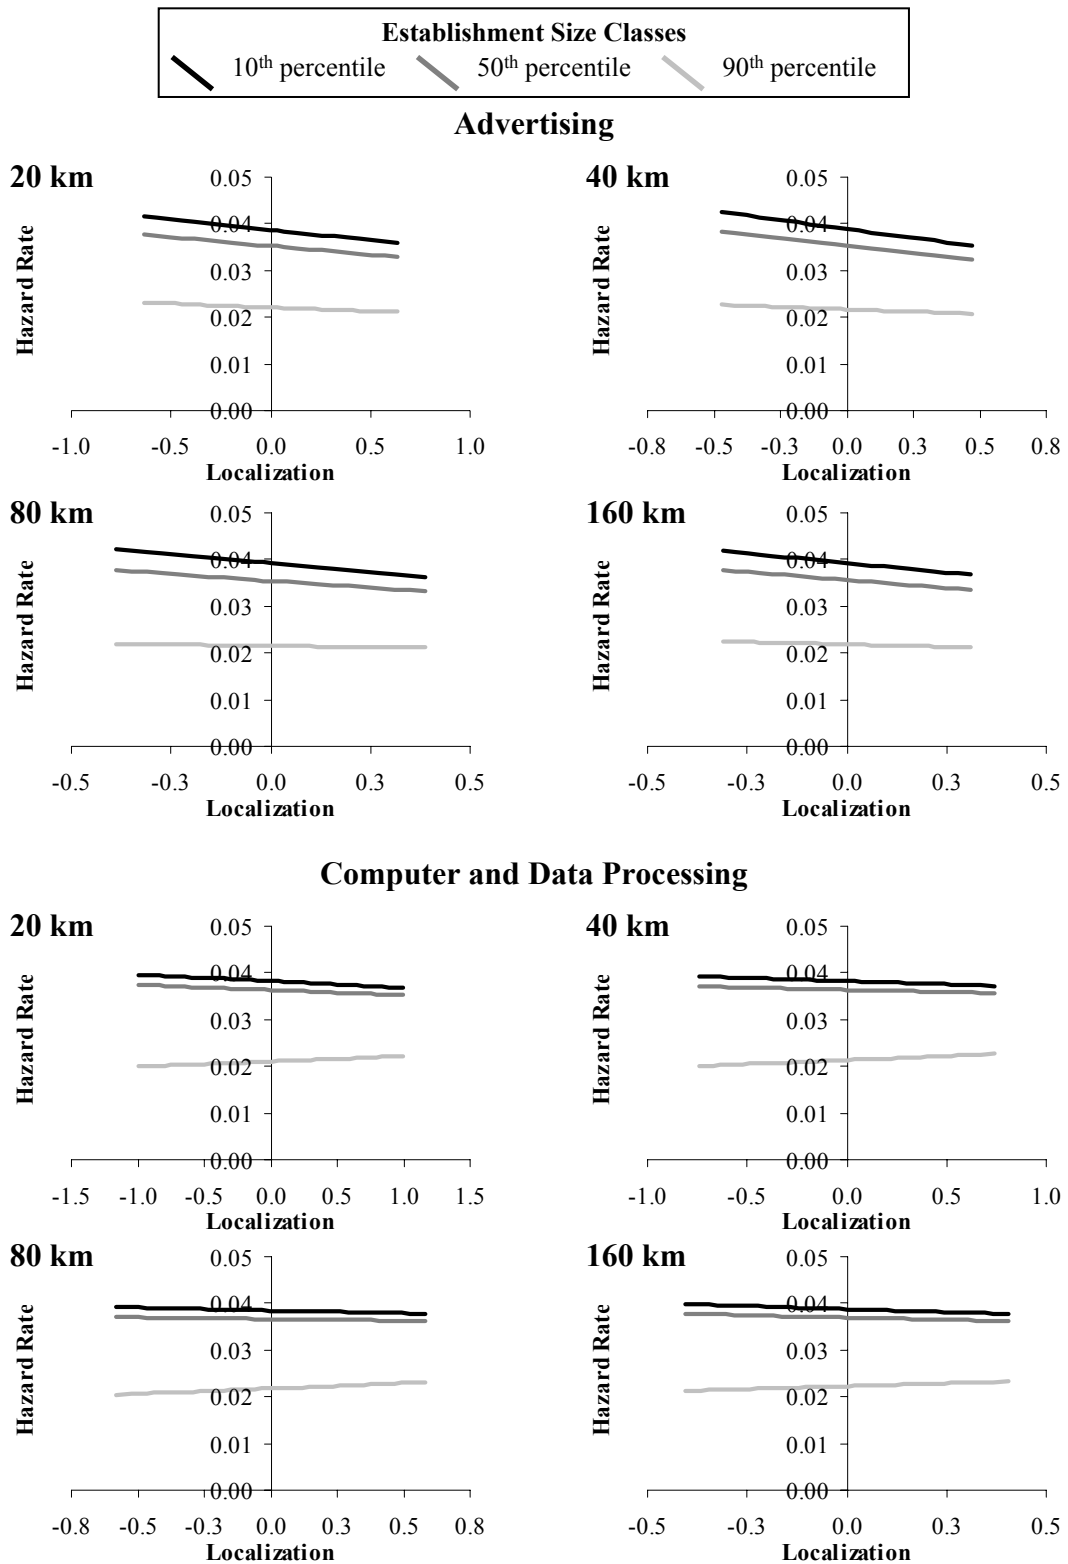 Establishment Size Classes
10th percentile 50th percentile 90th percentile
Advertising
20 km
0.05
0.04
0.03
0.02
0.01
0.00
Hazard Rate
-1.0 -0.5 0.0 0.5 1.0
Localization
40 km
0.05
0.04
0.03
0.02
0.01
0.00
Hazard Rate
-0.8 -0.5 -0.3 0.0 0.3 0.5 0.8
Localization
80 km
0.05
0.04
0.03
0.02
0.01
0.00
Hazard Rate
-0.5 -0.3 0.0 0.3 0.5
Localization
160 km
0.05
0.04
0.03
0.02
0.01
0.00
Hazard Rate
-0.5 -0.3 0.0 0.3 0.5
Localization
Computer and Data Processing
20 km
0.05
0.04
0.03
0.02
0.01
0.00
Hazard Rate
-1.5 -1.0 -0.5 0.0 0.5 1.0 1.5
Localization
40 km
0.05
0.04
0.03
0.02
0.01
0.00
Hazard Rate
-1.0 -0.5 0.0 0.5 1.0
Localization
80 km
0.05
0.04
0.03
0.02
0.01
0.00
Hazard Rate
-0.8 -0.5 -0.3 0.0 0.3 0.5 0.8
Localization
160 km
0.05
0.04
0.03
0.02
0.01
0.00
Hazard Rate
-0.5 -0.3 0.0 0.3 0.5
Localization